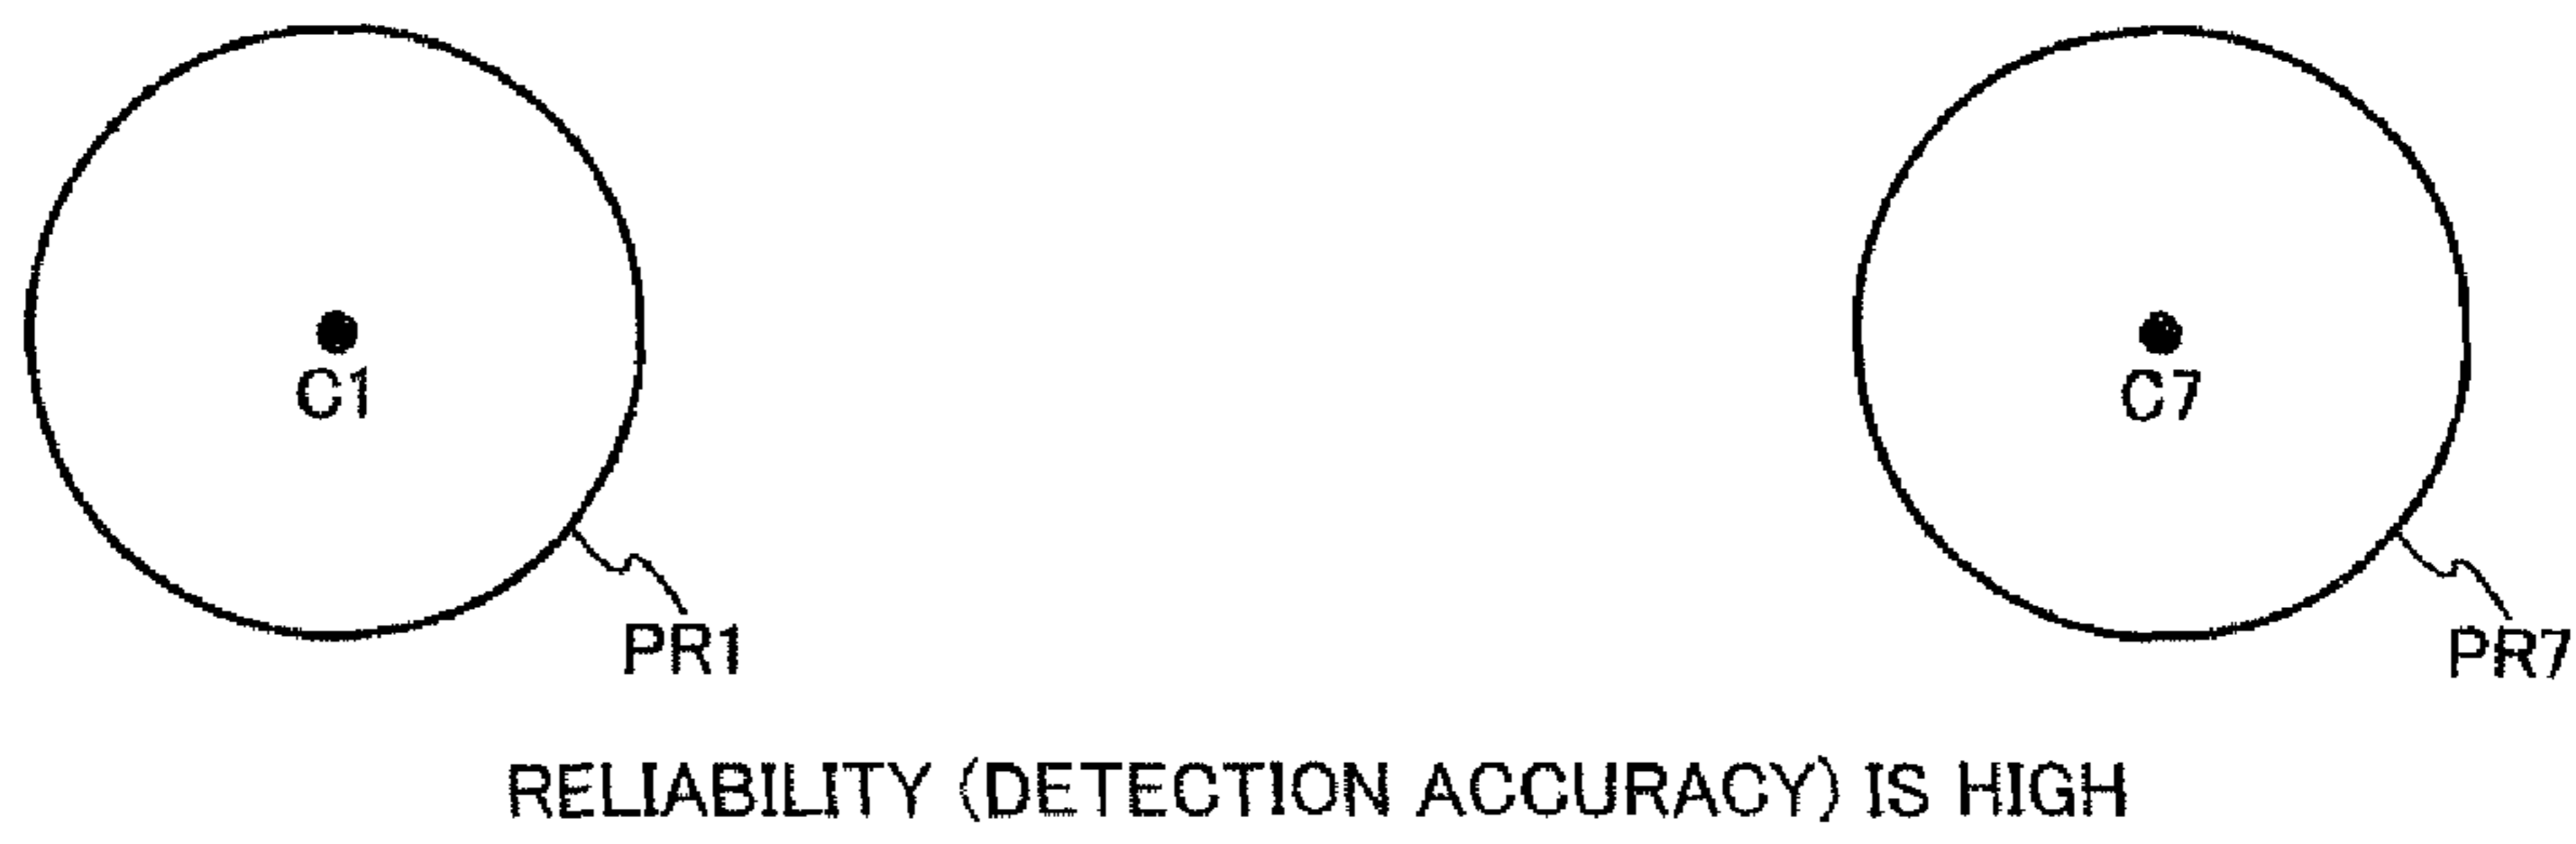 C1
C7
PR1
PR7
RELIABILITY (DETECTION ACCURACY) IS HIGH